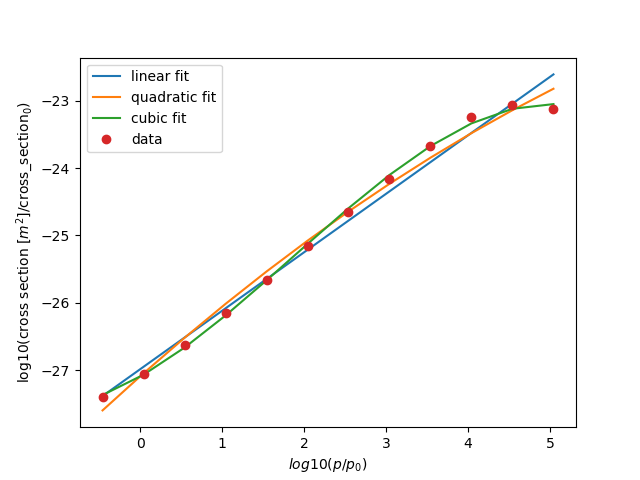 linear fit
quadratic fit
cubic fit
data
log10(cross section [m²]/cross_section₀)
−23
−24
−25
−26
−27
0 1 2 3 4 5
log10(p/p₀)